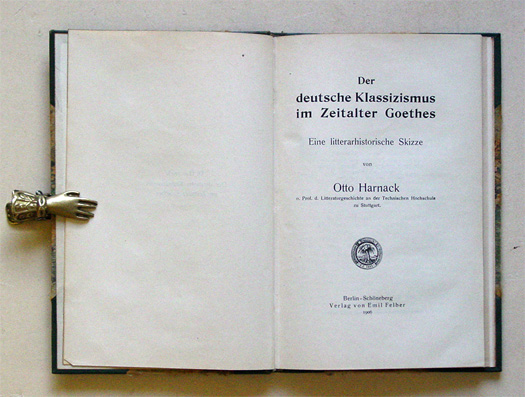 Der
deutsche Klassizismus
im Zeitalter Goethes
Eine litterarhistorische Skizze
von
Otto Harnack
o. Prof. d. Litteraturgeschichte an der Technischen Hochschule
zu Stuttgart.
Berlin-Schöneberg
Verlag von Emil Felber
1906